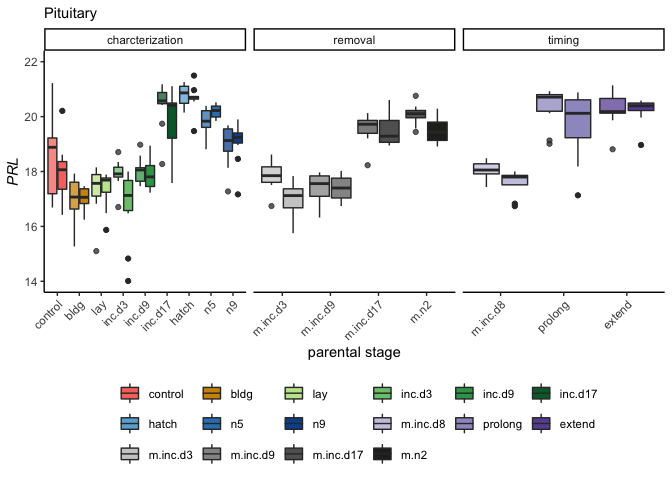 Pituitary
charcterization
removal
timing
PRL
22
20
18
16
14
control
bldg
lay
inc.d3
inc.d9
inc.d17
hatch
n5
n9
m.inc.d3
m.inc.d9
m.inc.d17
m.n2
m.inc.d8
prolong
extend
parental stage
control bldg lay inc.d3 inc.d9 inc.d17
hatch n5 n9 m.inc.d8 prolong extend
m.inc.d3 m.inc.d9 m.inc.d17 m.n2